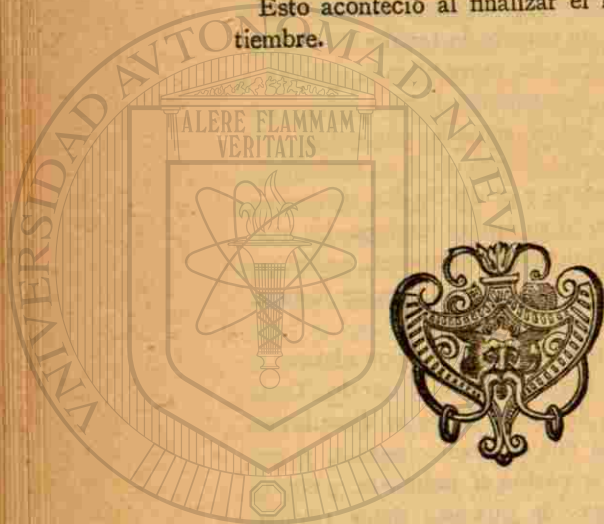 Esto aconteció al finalizar el
tiembre.
ALERE FLAMMAM
VERITATIS